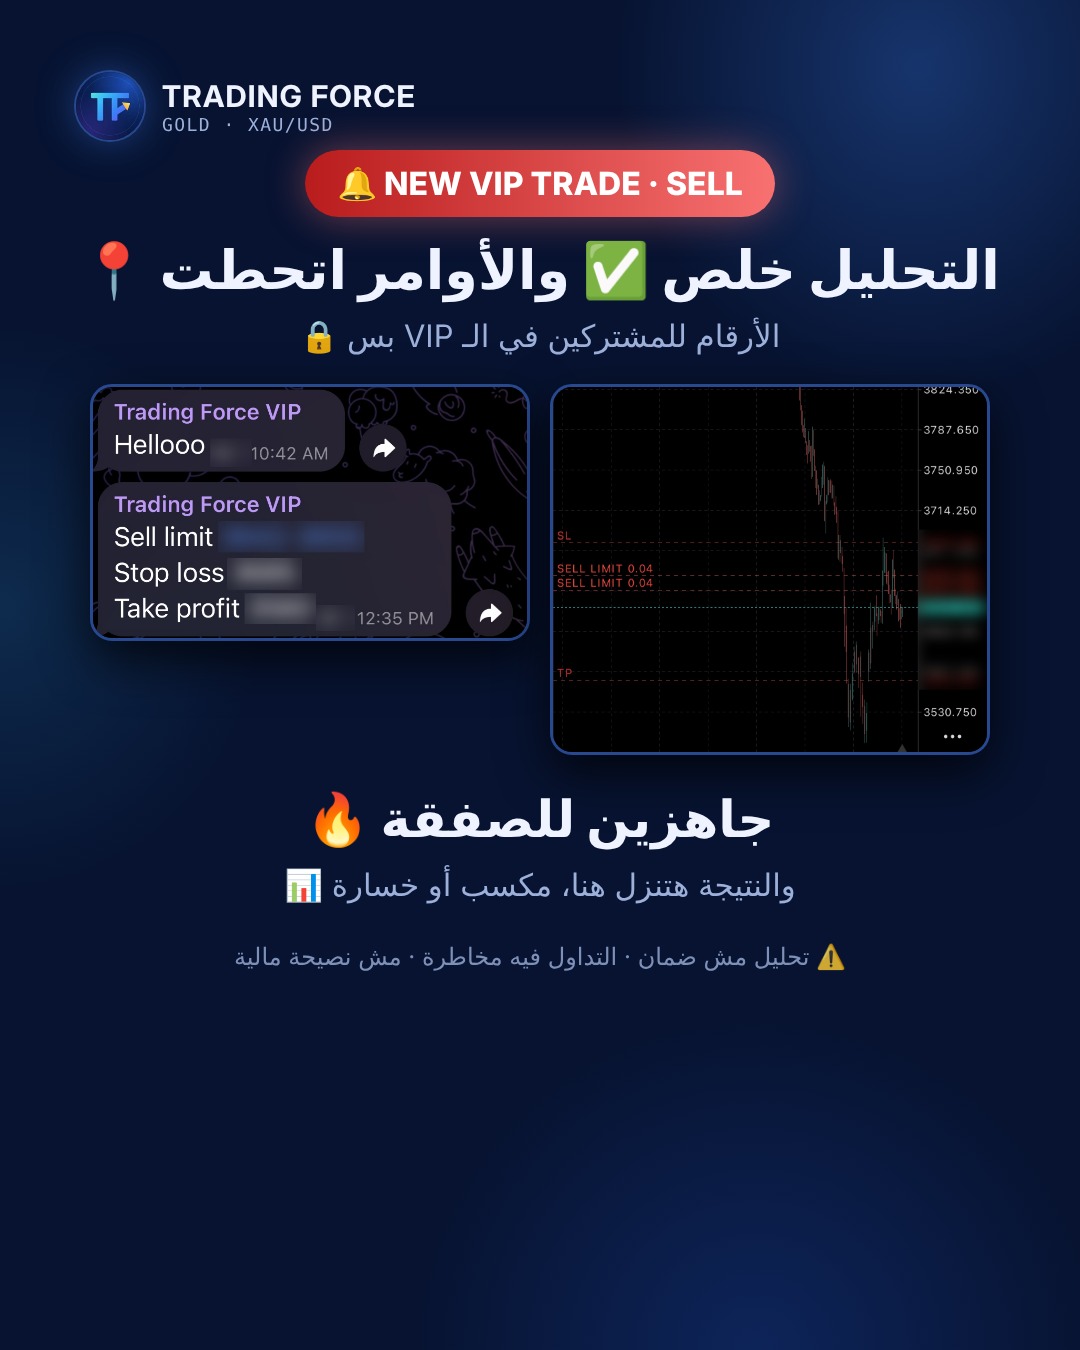 TRADING FORCE
GOLD · XAU/USD
🔔 NEW VIP TRADE · SELL
التحليل خلص ✅ والأوامر اتحطت 📍
الأرقام للمشتركين في الـ VIP بس 🔒
Trading Force VIP
Hellooo
10:42 AM
Trading Force VIP
Sell limit
Stop loss
Take profit
12:35 PM
3824.350
3787.650
3750.950
3714.250
SL
SELL LIMIT 0.04
SELL LIMIT 0.04
TP
3530.750
جاهزين للصفقة 🔥
والنتيجة هتنزل هنا، مكسب أو خسارة 📊
⚠️ تحليل مش ضمان · التداول فيه مخاطرة · مش نصيحة مالية